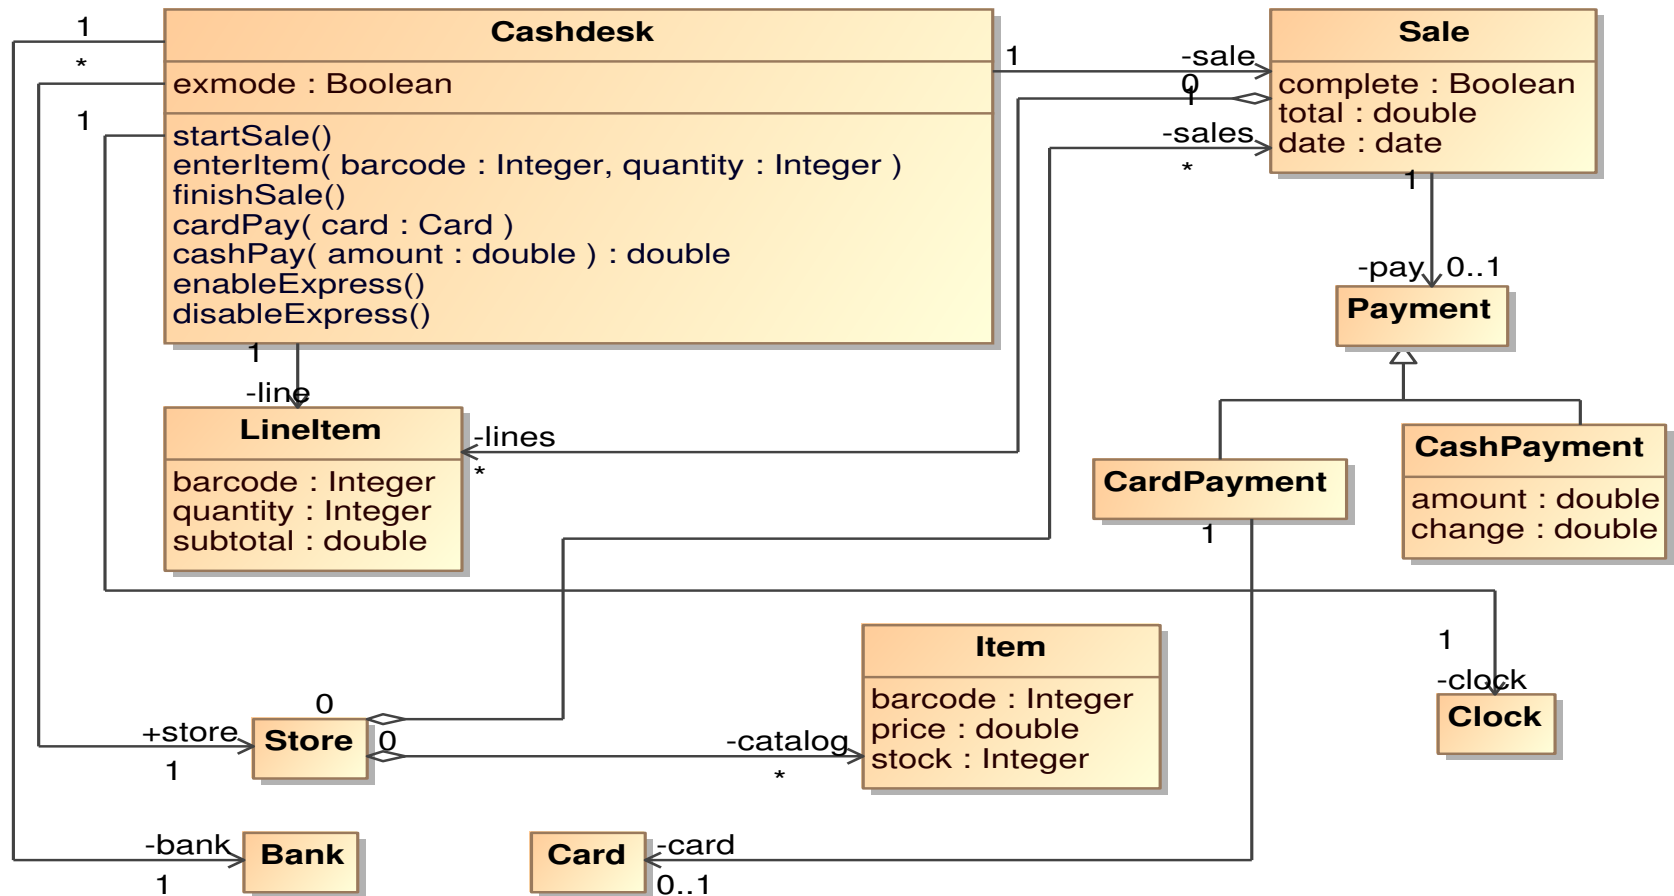 1
*
1
Cashdesk
exmode : Boolean
startSale()
enterItem( barcode : Integer, quantity : Integer )
finishSale()
cardPay( card : Card )
cashPay( amount : double ) : double
enableExpress()
disableExpress()
1
-sale
0
1
-sales
*
Sale
complete : Boolean
total : double
date : date
1
-pay 0..1
Payment
1
-line
LineItem
barcode : Integer
quantity : Integer
subtotal : double
-lines
*
CardPayment
1
CashPayment
amount : double
change : double
Item
barcode : Integer
price : double
stock : Integer
1
-clock
Clock
0
+store
1
Store
0
-catalog
*
-bank
1
Bank
Card
-card
0..1